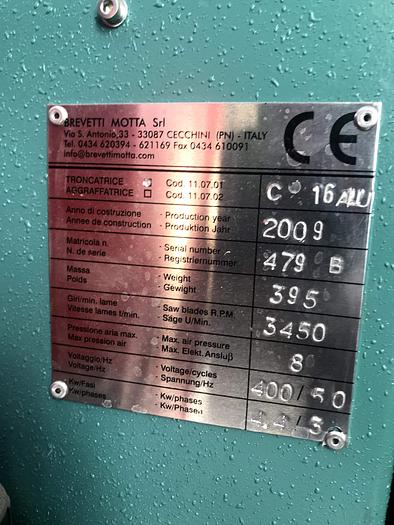 BREVETTI MOTTA Srl
Via S. Antonio,33 - 33087 CECCHINI (PN) - ITALY
Tel. 0434 620394 - 621169 Fax 0434 610091
info@brevettimotta.com
CE
TRONCATRICE Cod. 11.07.01
AGGRAFFATRICE Cod. 11.07.02
C 16 ALU
Anno di costruzione - Production year
Annee de construction - Produktion Jahr
2009
Matricola n. - Serial number
N. de serie - Registriernummer
479 B
Massa - Weight
Poids - Gewight
395
Giri/min. lame - Saw blades R.P.M.
Vitesse lames t/min. - Säge U/Min.
3450
Pressione aria max. - Max. air pressure
Max pression air - Max. Elekt. Ansluβ
8
Voltaggio/Hz - Voltage/cycles
Voltage/Hz - Spannung/Hz
400/50
Kw/Fasi - Kw/phases
Kw/phases - Kw/Phasen
4,4/3